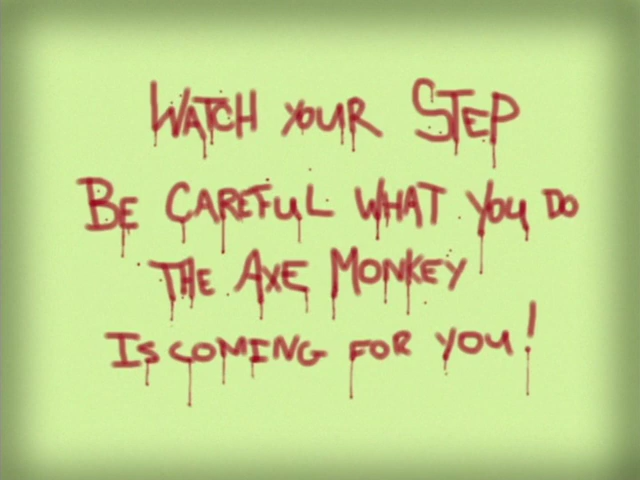 Watch your Step
Be Careful what you do
The Axe Monkey
Is coming for you!